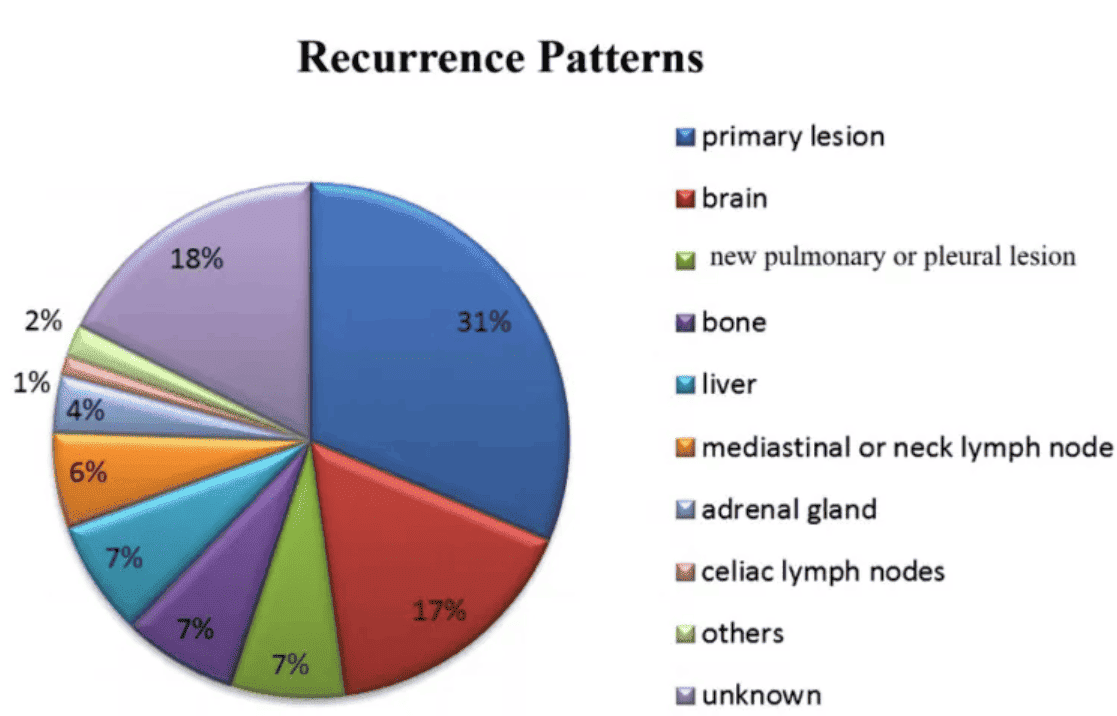 Recurrence Patterns
primary lesion
brain
new pulmonary or pleural lesion
bone
liver
mediastinal or neck lymph node
adrenal gland
celiac lymph nodes
others
unknown
18%
31%
2%
1%
4%
6%
7%
7%
7%
17%